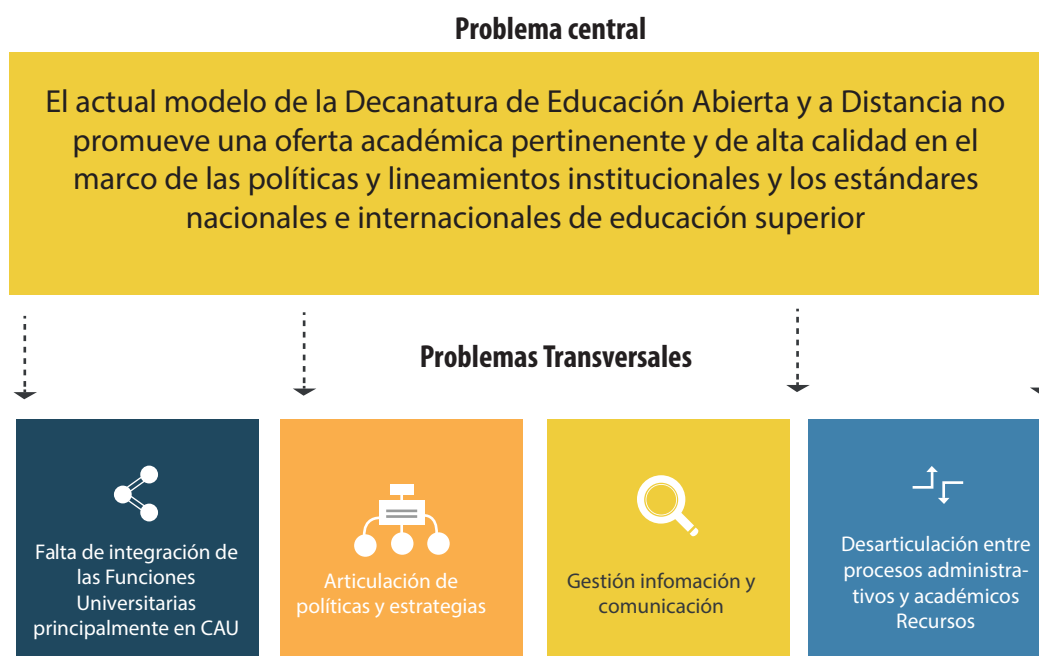 Problema central
El actual modelo de la Decanatura de Educación Abierta y a Distancia no
promueve una oferta académica pertinenente y de alta calidad en el
marco de las políticas y lineamientos institucionales y los estándares
nacionales e internacionales de educación superior
Problemas Transversales
Falta de integración de
las Funciones
Universitarias
principalmente en CAU
Articulación de
políticas y estrategias
Gestión infomación y
comunicación
Desarticulación entre
procesos administra-
tivos y académicos
Recursos